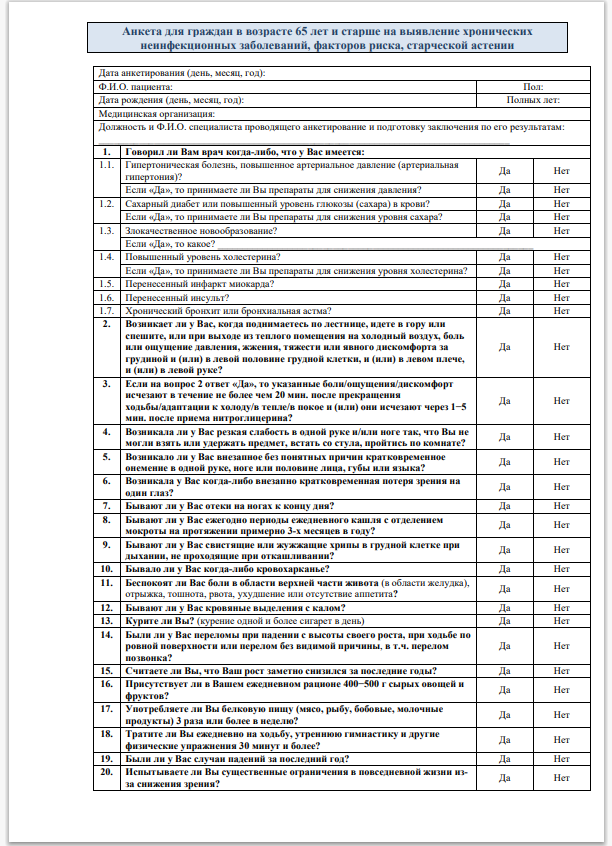 Анкета для граждан в возрасте 65 лет и старше на выявление хронических
неинфекционных заболеваний, факторов риска, старческой астении
Дата анкетирования (день, месяц, год):
Ф.И.О. пациента: Пол:
Дата рождения (день, месяц, год): Полных лет:
Медицинская организация:
Должность и Ф.И.О. специалиста проводящего анкетирование и подготовку заключения по его результатам:
1. Говорил ли Вам врач когда-либо, что у Вас имеется:
1.1. Гипертоническая болезнь, повышенное артериальное давление (артериальная
гипертония)? Да Нет
Если «Да», то принимаете ли Вы препараты для снижения давления? Да Нет
1.2. Сахарный диабет или повышенный уровень глюкозы (сахара) в крови? Да Нет
Если «Да», то принимаете ли Вы препараты для снижения уровня сахара? Да Нет
1.3. Злокачественное новообразование? Да Нет
Если «Да», то какое?
1.4. Повышенный уровень холестерина? Да Нет
Если «Да», то принимаете ли Вы препараты для снижения уровня холестерина? Да Нет
1.5. Перенесенный инфаркт миокарда? Да Нет
1.6. Перенесенный инсульт? Да Нет
1.7. Хронический бронхит или бронхиальная астма? Да Нет
2. Возникает ли у Вас, когда поднимаетесь по лестнице, идете в гору или
спешите, или при выходе из теплого помещения на холодный воздух, боль
или ощущение давления, жжения, тяжести или явного дискомфорта за
грудиной и (или) в левой половине грудной клетки, и (или) в левом плече,
и (или) в левой руке? Да Нет
3. Если на вопрос 2 ответ «Да», то указанные боли/ощущения/дискомфорт
исчезают в течение не более чем 20 мин. после прекращения
ходьбы/адаптации к холоду/в тепле/в покое и (или) они исчезают через 1−5
мин. после приема нитроглицерина? Да Нет
4. Возникала ли у Вас резкая слабость в одной руке и/или ноге так, что Вы не
могли взять или удержать предмет, встать со стула, пройтись по комнате? Да Нет
5. Возникало ли у Вас внезапное без понятных причин кратковременное
онемение в одной руке, ноге или половине лица, губы или языка? Да Нет
6. Возникала ли у Вас когда-либо внезапно кратковременная потеря зрения на
один глаз? Да Нет
7. Бывают ли у Вас отеки на ногах к концу дня? Да Нет
8. Бывают ли у Вас ежегодно периоды ежедневного кашля с отделением
мокроты на протяжении примерно 3-х месяцев в году? Да Нет
9. Бывают ли у Вас свистящие или жужжащие хрипы в грудной клетке при
дыхании, не проходящие при откашливании? Да Нет
10. Бывало ли у Вас когда-либо кровохарканье? Да Нет
11. Беспокоят ли Вас боли в области верхней части живота (в области желудка),
отрыжка, тошнота, рвота, ухудшение или отсутствие аппетита? Да Нет
12. Бывают ли у Вас кровяные выделения с калом? Да Нет
13. Курите ли Вы? (курение одной и более сигарет в день) Да Нет
14. Были ли у Вас переломы при падении с высоты своего роста, при ходьбе по
ровной поверхности или перелом без видимой причины, в т.ч. перелом
позвонка? Да Нет
15. Считаете ли Вы, что Ваш рост заметно снизился за последние годы? Да Нет
16. Присутствует ли в Вашем ежедневном рационе 400−500 г сырых овощей и
фруктов? Да Нет
17. Употребляете ли Вы белковую пищу (мясо, рыбу, бобовые, молочные
продукты) 3 раза или более в неделю? Да Нет
18. Тратите ли Вы ежедневно на ходьбу, утреннюю гимнастику и другие
физические упражнения 30 минут и более? Да Нет
19. Были ли у Вас случаи падений за последний год? Да Нет
20. Испытываете ли Вы существенные ограничения в повседневной жизни из-
за снижения зрения? Да Нет